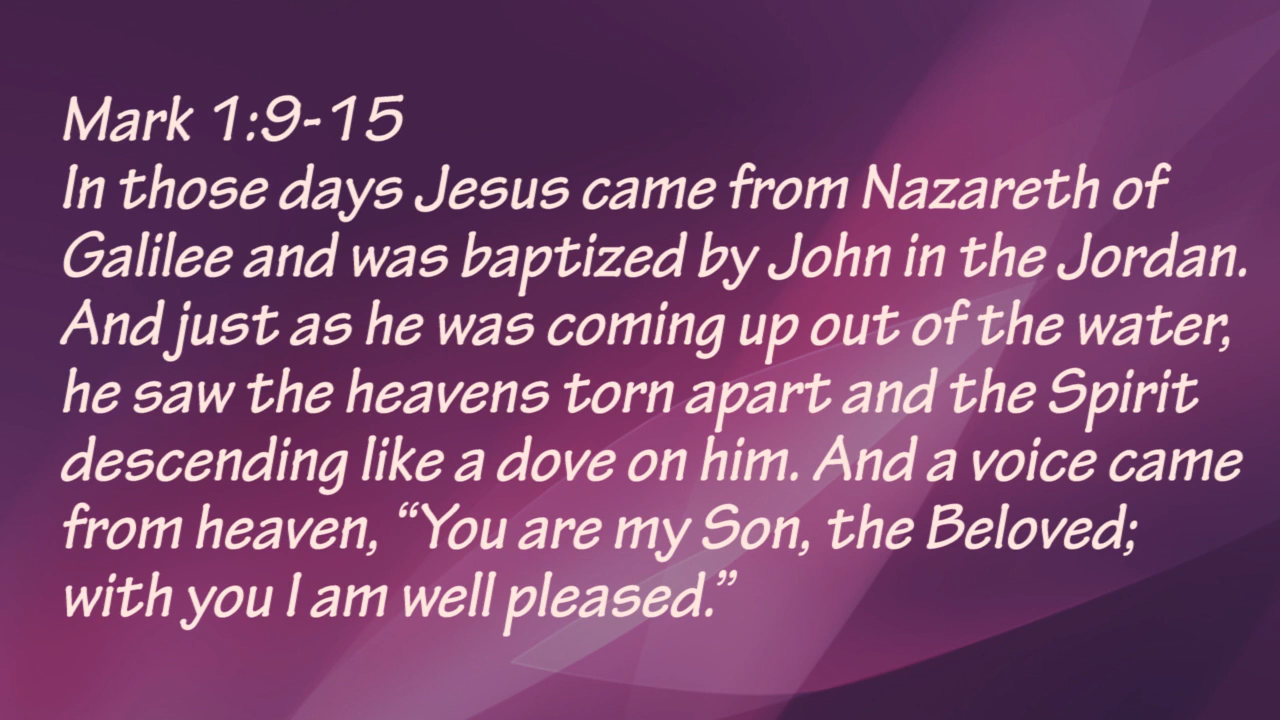 Mark 1:9-15
In those days Jesus came from Nazareth of
Galilee and was baptized by John in the Jordan.
And just as he was coming up out of the water,
he saw the heavens torn apart and the Spirit
descending like a dove on him. And a voice came
from heaven, “You are my Son, the Beloved;
with you I am well pleased.”